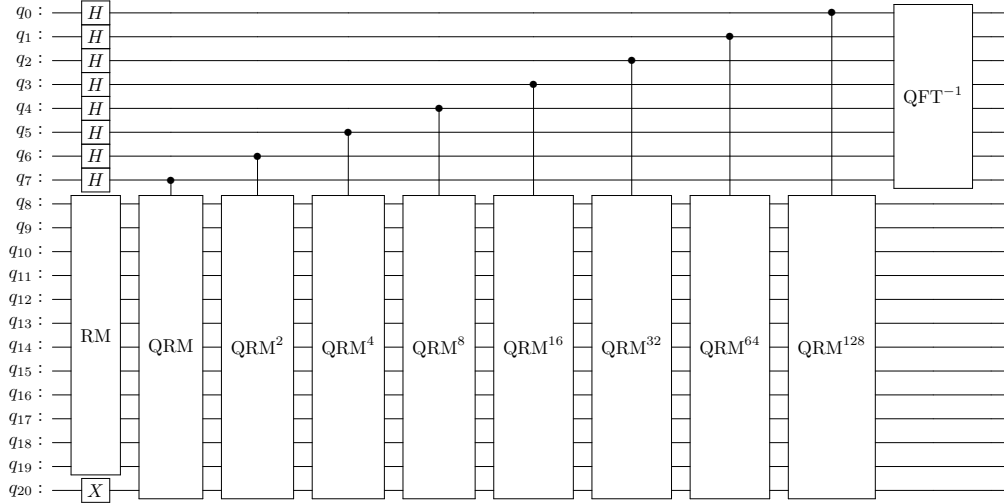 q₀ : H
q₁ : H
q₂ : H
q₃ : H
q₄ : H QFT⁻¹
q₅ : H
q₆ : H
q₇ : H
q₈ :
q₉ :
q₁₀ :
q₁₁ :
q₁₂ :
q₁₃ :
q₁₄ : RM QRM QRM² QRM⁴ QRM⁸ QRM¹⁶ QRM³² QRM⁶⁴ QRM¹²⁸
q₁₅ :
q₁₆ :
q₁₇ :
q₁₈ :
q₁₉ :
q₂₀ : X